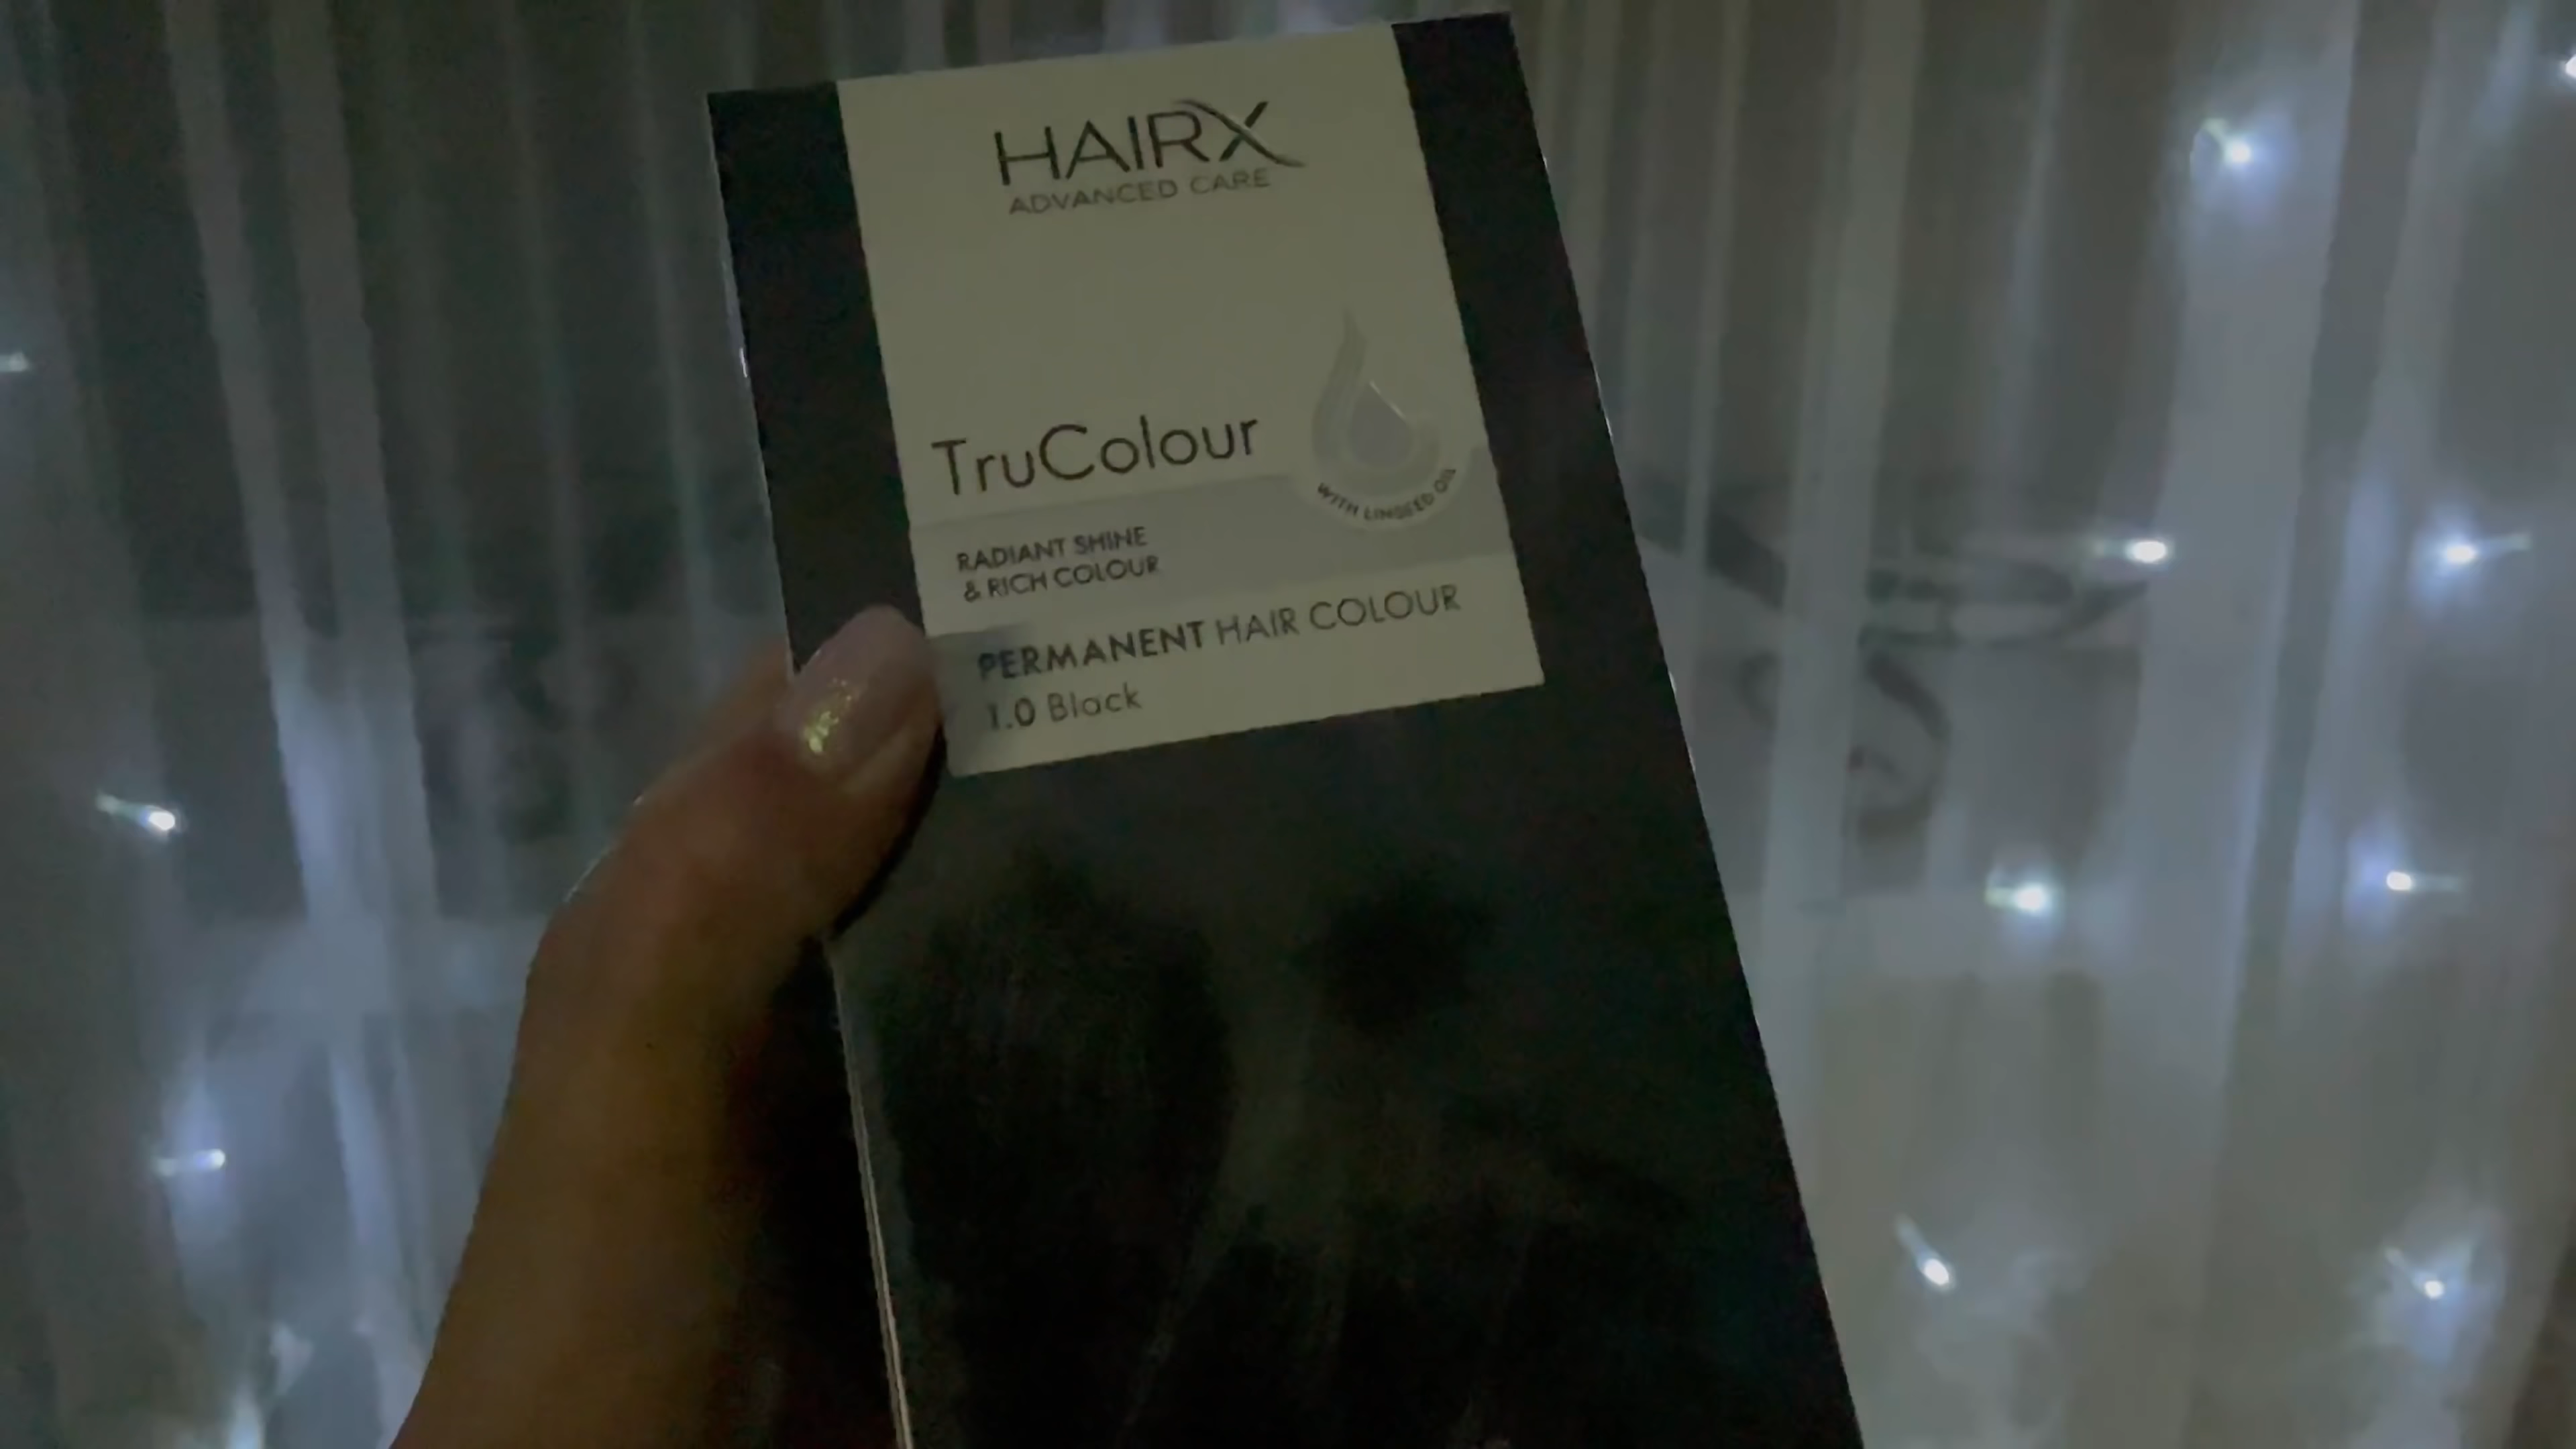 HAIRX
ADVANCED CARE
TruColour
WITH LINSEED OIL
RADIANT SHINE
& RICH COLOUR
PERMANENT HAIR COLOUR
1.0 Black